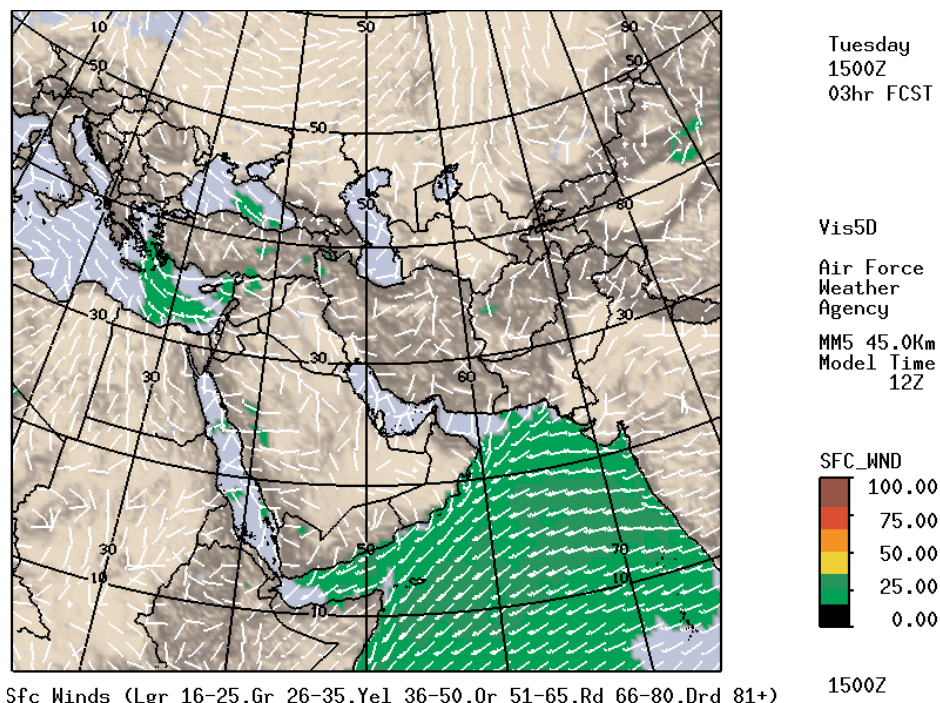 10
50
80
50
50
50
50
80
30
30
30
30
60
30
50
70
10
10
10
Tuesday
1500Z
03hr FCST
Vis5D
Air Force
Weather
Agency
MM5 45.0Km
Model Time
12Z
SFC_WND
100.00
75.00
50.00
25.00
0.00
1500Z
Sfc Winds (Lgr 16-25.Gr 26-35.Yel 36-50.Or 51-65.Rd 66-80.Drd 81+)